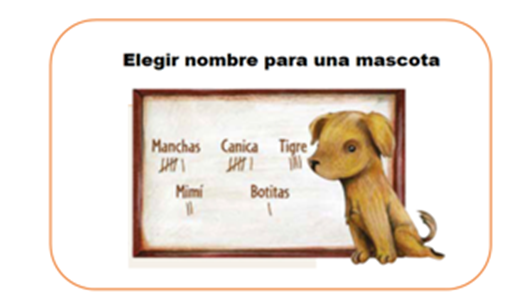 Elegir nombre para una mascota
Manchas Canica Tigre
Mimí Botitas